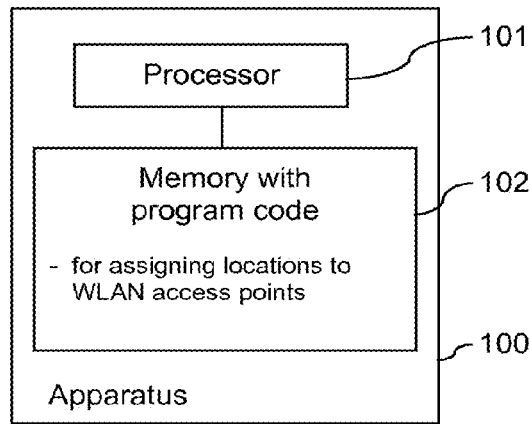 101
Processor
102
Memory with
program code
- for assigning locations to
WLAN access points
100
Apparatus